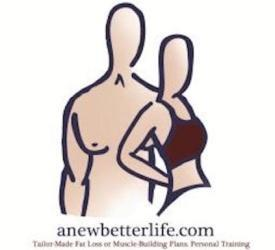 anewbetterlife.com
Tailor-Made Fat Loss or Muscle-Building Plans. Personal Training